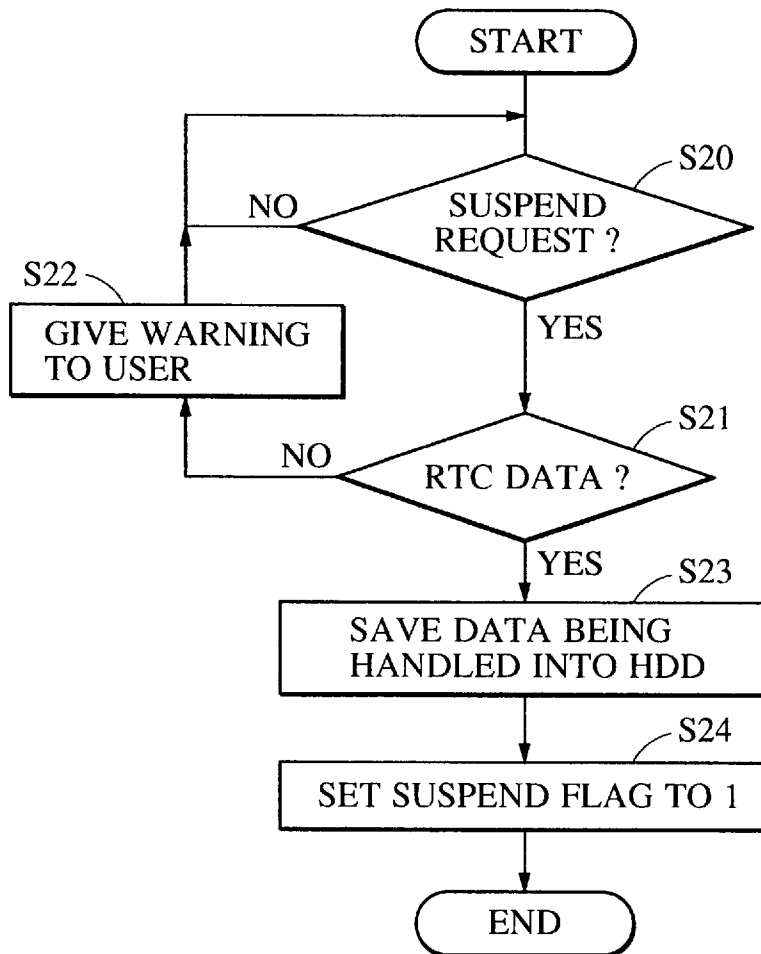 START
S20
SUSPEND
REQUEST ?
NO
YES
S22
GIVE WARNING
TO USER
S21
RTC DATA ?
NO
YES
S23
SAVE DATA BEING
HANDLED INTO HDD
S24
SET SUSPEND FLAG TO 1
END